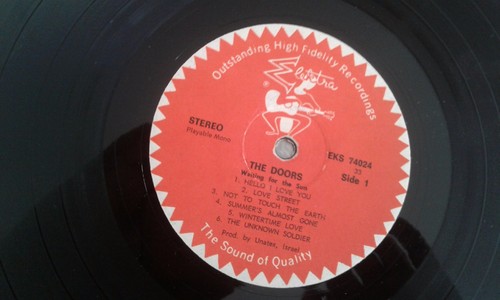 Outstanding High Fidelity Recordings
Elektra
STEREO
Playable Mono
EKS 74024
33
Side 1
THE DOORS
Waiting for the Sun
1. HELLO I LOVE YOU
2. LOVE STREET
3. NOT TO TOUCH THE EARTH
4. SUMMER'S ALMOST GONE
5. WINTERTIME LOVE
6. THE UNKNOWN SOLDIER
Prod. by Unatex, Israel
The Sound of Quality